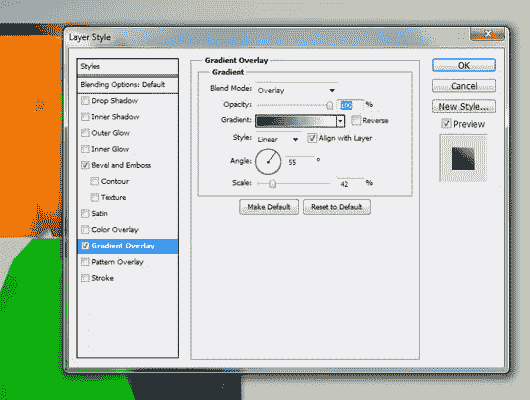 Layer Style
Styles
Blending Options: Default
Drop Shadow
Inner Shadow
Outer Glow
Inner Glow
Bevel and Emboss
Contour
Texture
Satin
Color Overlay
Gradient Overlay
Pattern Overlay
Stroke
Gradient Overlay
Gradient
Blend Mode: Overlay
Opacity: 100 %
Gradient: Reverse
Style: Linear Align with Layer
Angle: 55 °
Scale: 42 %
Make Default Reset to Default
OK
Cancel
New Style...
Preview